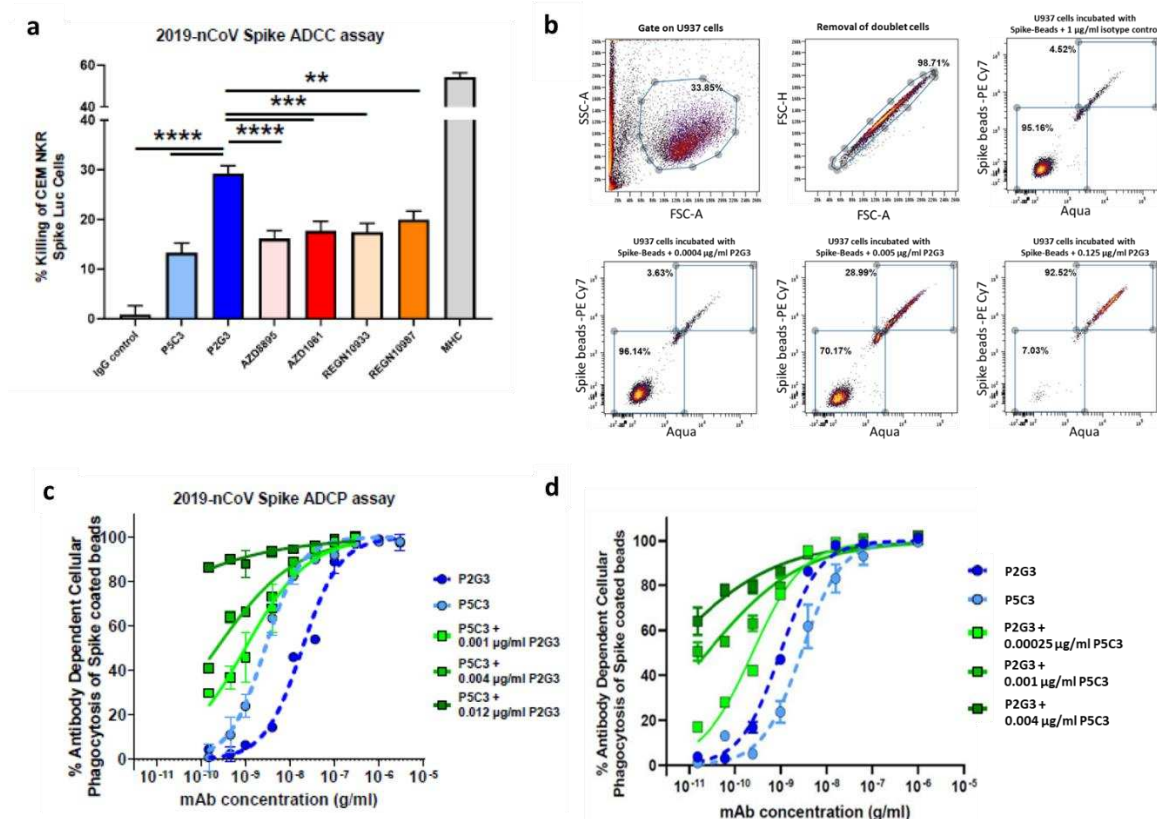 a
2019-nCoV Spike ADCC assay
% Killing of CEM NKR
Spike Luc Cells
60
40
40
30
20
10
0
**
***
****
****
IgG control
P5C3
P2G3
AZD8895
AZD1061
REGN10933
REGN10987
MHC
b
Gate on U937 cells
SSC-A
33.85%
FSC-A
Removal of doublet cells
FSC-H
98.71%
FSC-A
U937 cells incubated with
Spike-Beads + 1 µg/ml isotype control
4.52%
95.16%
Spike beads -PE Cy7
Aqua
U937 cells incubated with
Spike-Beads + 0.0004 µg/ml P2G3
3.63%
96.14%
Spike beads -PE Cy7
Aqua
U937 cells incubated with
Spike-Beads + 0.005 µg/ml P2G3
28.99%
70.17%
Aqua
U937 cells incubated with
Spike-Beads + 0.125 µg/ml P2G3
92.52%
7.03%
Aqua
c
2019-nCoV Spike ADCP assay
% Antibody Dependent Cellular
Phagocytosis of Spike coated beads
100
80
60
40
20
0
10-10
10-9
10-8
10-7
10-6
10-5
mAb concentration (g/ml)
P2G3
P5C3
P5C3 +
0.001 µg/ml P2G3
P5C3 +
0.004 µg/ml P2G3
P5C3 +
0.012 µg/ml P2G3
d
% Antibody Dependent Cellular
Phagocytosis of Spike coated beads
100
80
60
40
20
0
10-11
10-10
10-9
10-8
10-7
10-6
10-5
mAb concentration (g/ml)
P2G3
P5C3
P2G3 +
0.00025 µg/ml P5C3
P2G3 +
0.001 µg/ml P5C3
P2G3 +
0.004 µg/ml P5C3